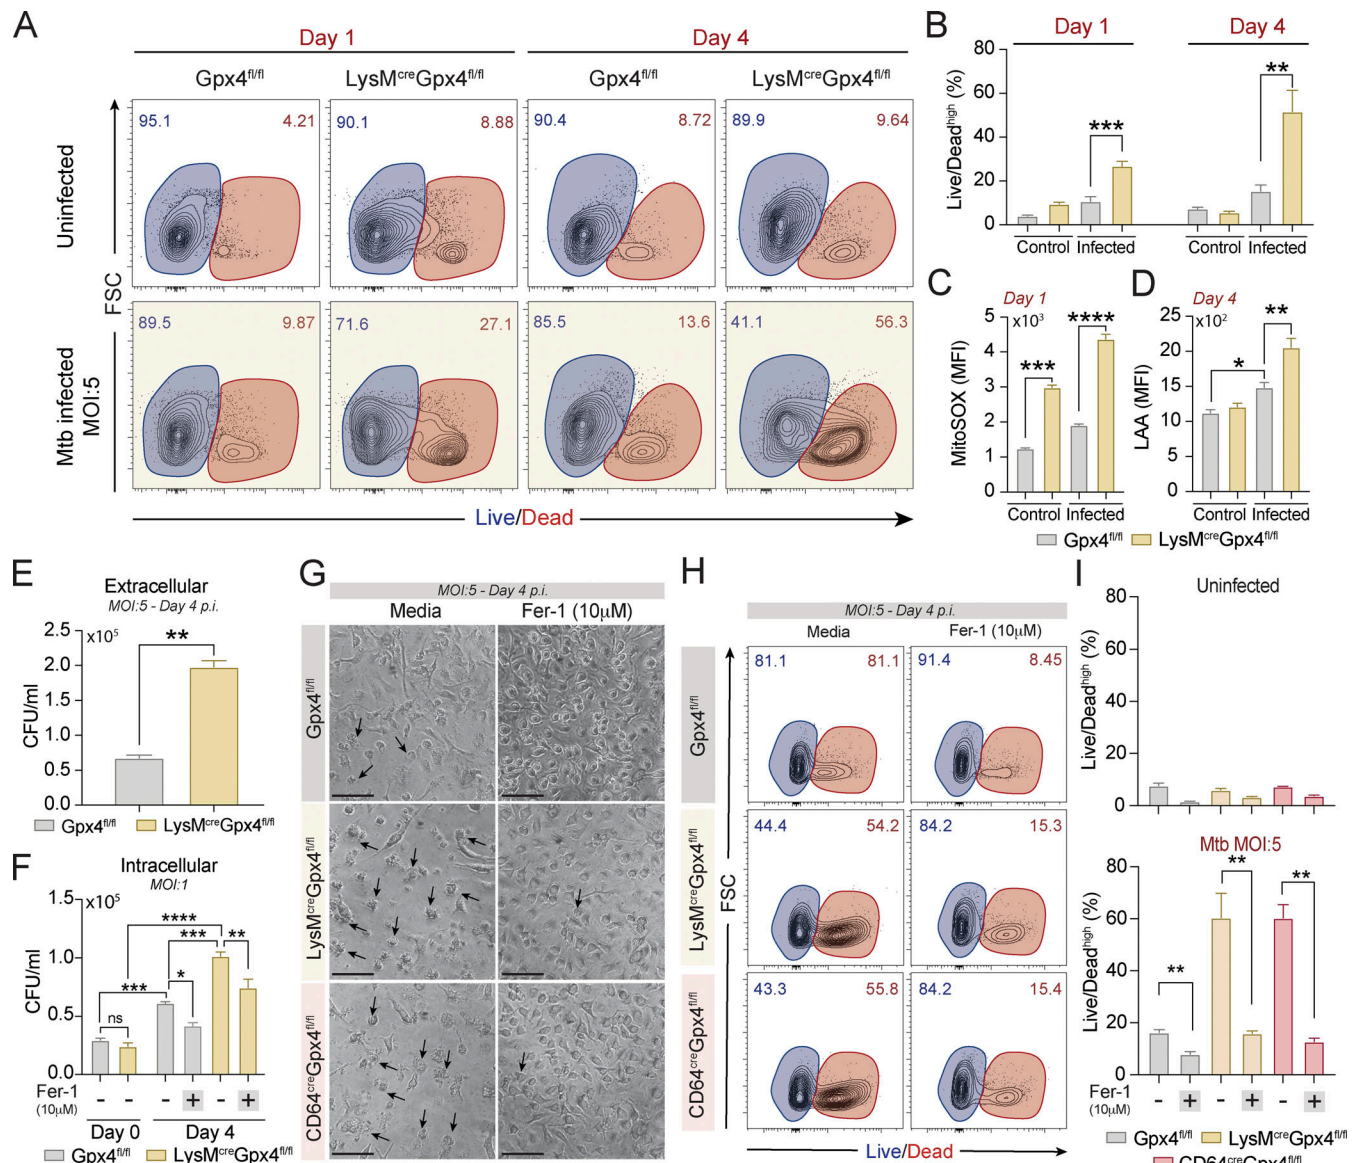 A
Day 1
Day 4
Gpx4fl/fl
LysMcreGpx4fl/fl
Gpx4fl/fl
LysMcreGpx4fl/fl
Uninfected
95.1
4.21
90.1
8.88
90.4
8.72
89.9
9.64
FSC
Mtb infected
MOI:5
89.5
9.87
71.6
27.1
85.5
13.6
41.1
56.3
Live/Dead
B
Day 1
Day 4
Live/Deadhigh (%)
80
60
40
20
0
***
**
Control
Infected
Control
Infected
C
Day 1
x10³
MitoSOX (MFI)
5
4
3
2
1
0
***
****
Control
Infected
D
Day 4
x10²
LAA (MFI)
25
20
15
10
5
0
*
**
Control
Infected
Gpx4fl/fl
LysMcreGpx4fl/fl
E
Extracellular
MOI:5 - Day 4 p.i.
x10⁵
CFU/ml
2.5
2.0
1.5
1.0
0.5
0.0
**
Gpx4fl/fl
LysMcreGpx4fl/fl
F
Intracellular
MOI:1
x10⁵
CFU/ml
1.5
1.0
0.5
0.0
ns
***
*
***
****
**
Fer-1
(10µM)
- - - + - +
Day 0
Day 4
Gpx4fl/fl
LysMcreGpx4fl/fl
G
MOI:5 - Day 4 p.i.
Media
Fer-1 (10µM)
Gpx4fl/fl
LysMcreGpx4fl/fl
CD64creGpx4fl/fl
H
MOI:5 - Day 4 p.i.
Media
Fer-1 (10µM)
Gpx4fl/fl
81.1
81.1
91.4
8.45
LysMcreGpx4fl/fl
44.4
54.2
84.2
15.3
CD64creGpx4fl/fl
43.3
55.8
84.2
15.4
FSC
Live/Dead
I
Uninfected
Live/Deadhigh (%)
80
60
40
20
0
Mtb MOI:5
Live/Deadhigh (%)
80
60
40
20
0
**
**
**
Fer-1
(10µM)
- + - + - +
Gpx4fl/fl
LysMcreGpx4fl/fl
CD64creGpx4fl/fl